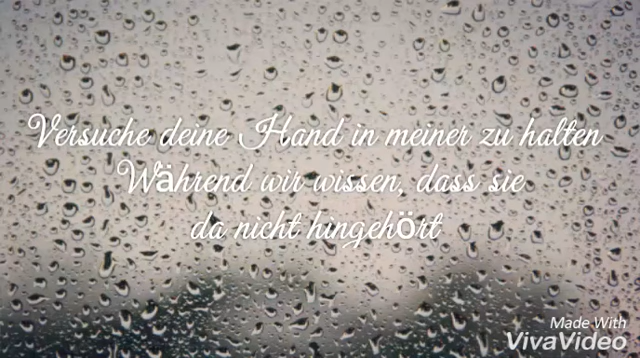 Versuche deine Hand in meiner zu halten
Während wir wissen, dass sie
da nicht hingehört
Made With
VivaVideo